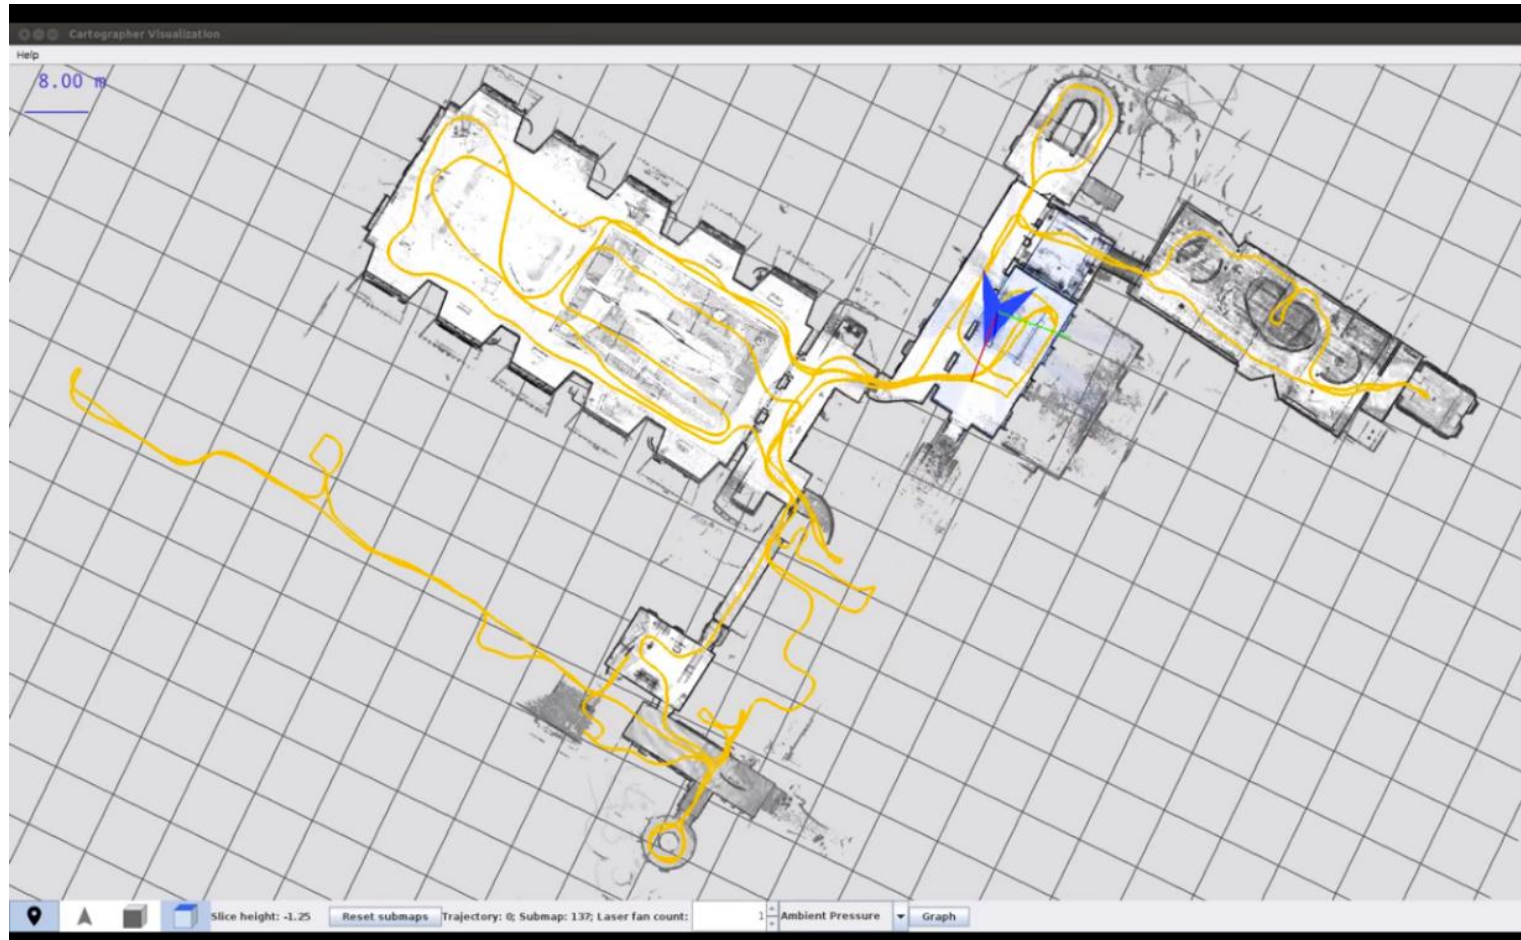 Cartographer Visualization
Help
8.00 m
Slice height: -1.25 Reset submaps Trajectory: 0; Submap: 137; Laser fan count: 1 Ambient Pressure Graph